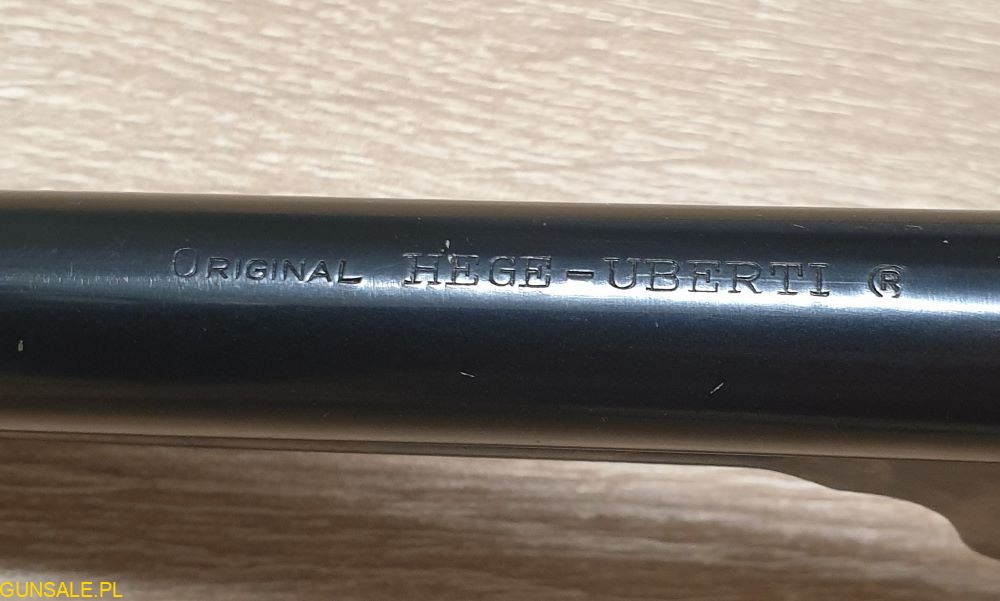 ORIGINAL HEGE-UBERTI ®
GUNSALE.PL